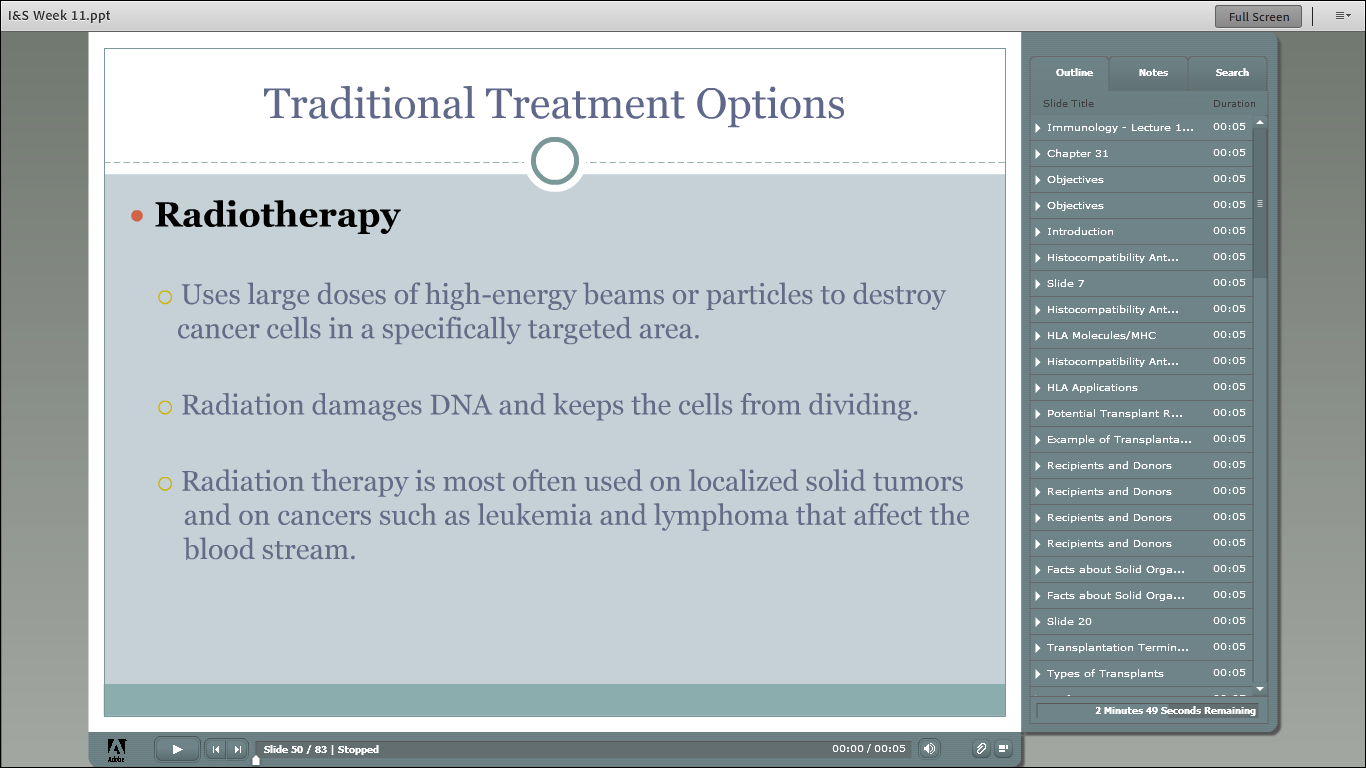 I&S Week 11.ppt
Full Screen
Traditional Treatment Options
Radiotherapy
Uses large doses of high-energy beams or particles to destroy
cancer cells in a specifically targeted area.
Radiation damages DNA and keeps the cells from dividing.
Radiation therapy is most often used on localized solid tumors
and on cancers such as leukemia and lymphoma that affect the
blood stream.
Outline Notes Search
Slide Title Duration
Immunology - Lecture 1... 00:05
Chapter 31 00:05
Objectives 00:05
Objectives 00:05
Introduction 00:05
Histocompatibility Ant... 00:05
Slide 7 00:05
Histocompatibility Ant... 00:05
HLA Molecules/MHC 00:05
Histocompatibility Ant... 00:05
HLA Applications 00:05
Potential Transplant R... 00:05
Example of Transplanta... 00:05
Recipients and Donors 00:05
Recipients and Donors 00:05
Recipients and Donors 00:05
Recipients and Donors 00:05
Facts about Solid Orga... 00:05
Facts about Solid Orga... 00:05
Slide 20 00:05
Transplantation Termin... 00:05
Types of Transplants 00:05
2 Minutes 49 Seconds Remaining
Adobe
Slide 50 / 83 | Stopped
00:00 / 00:05